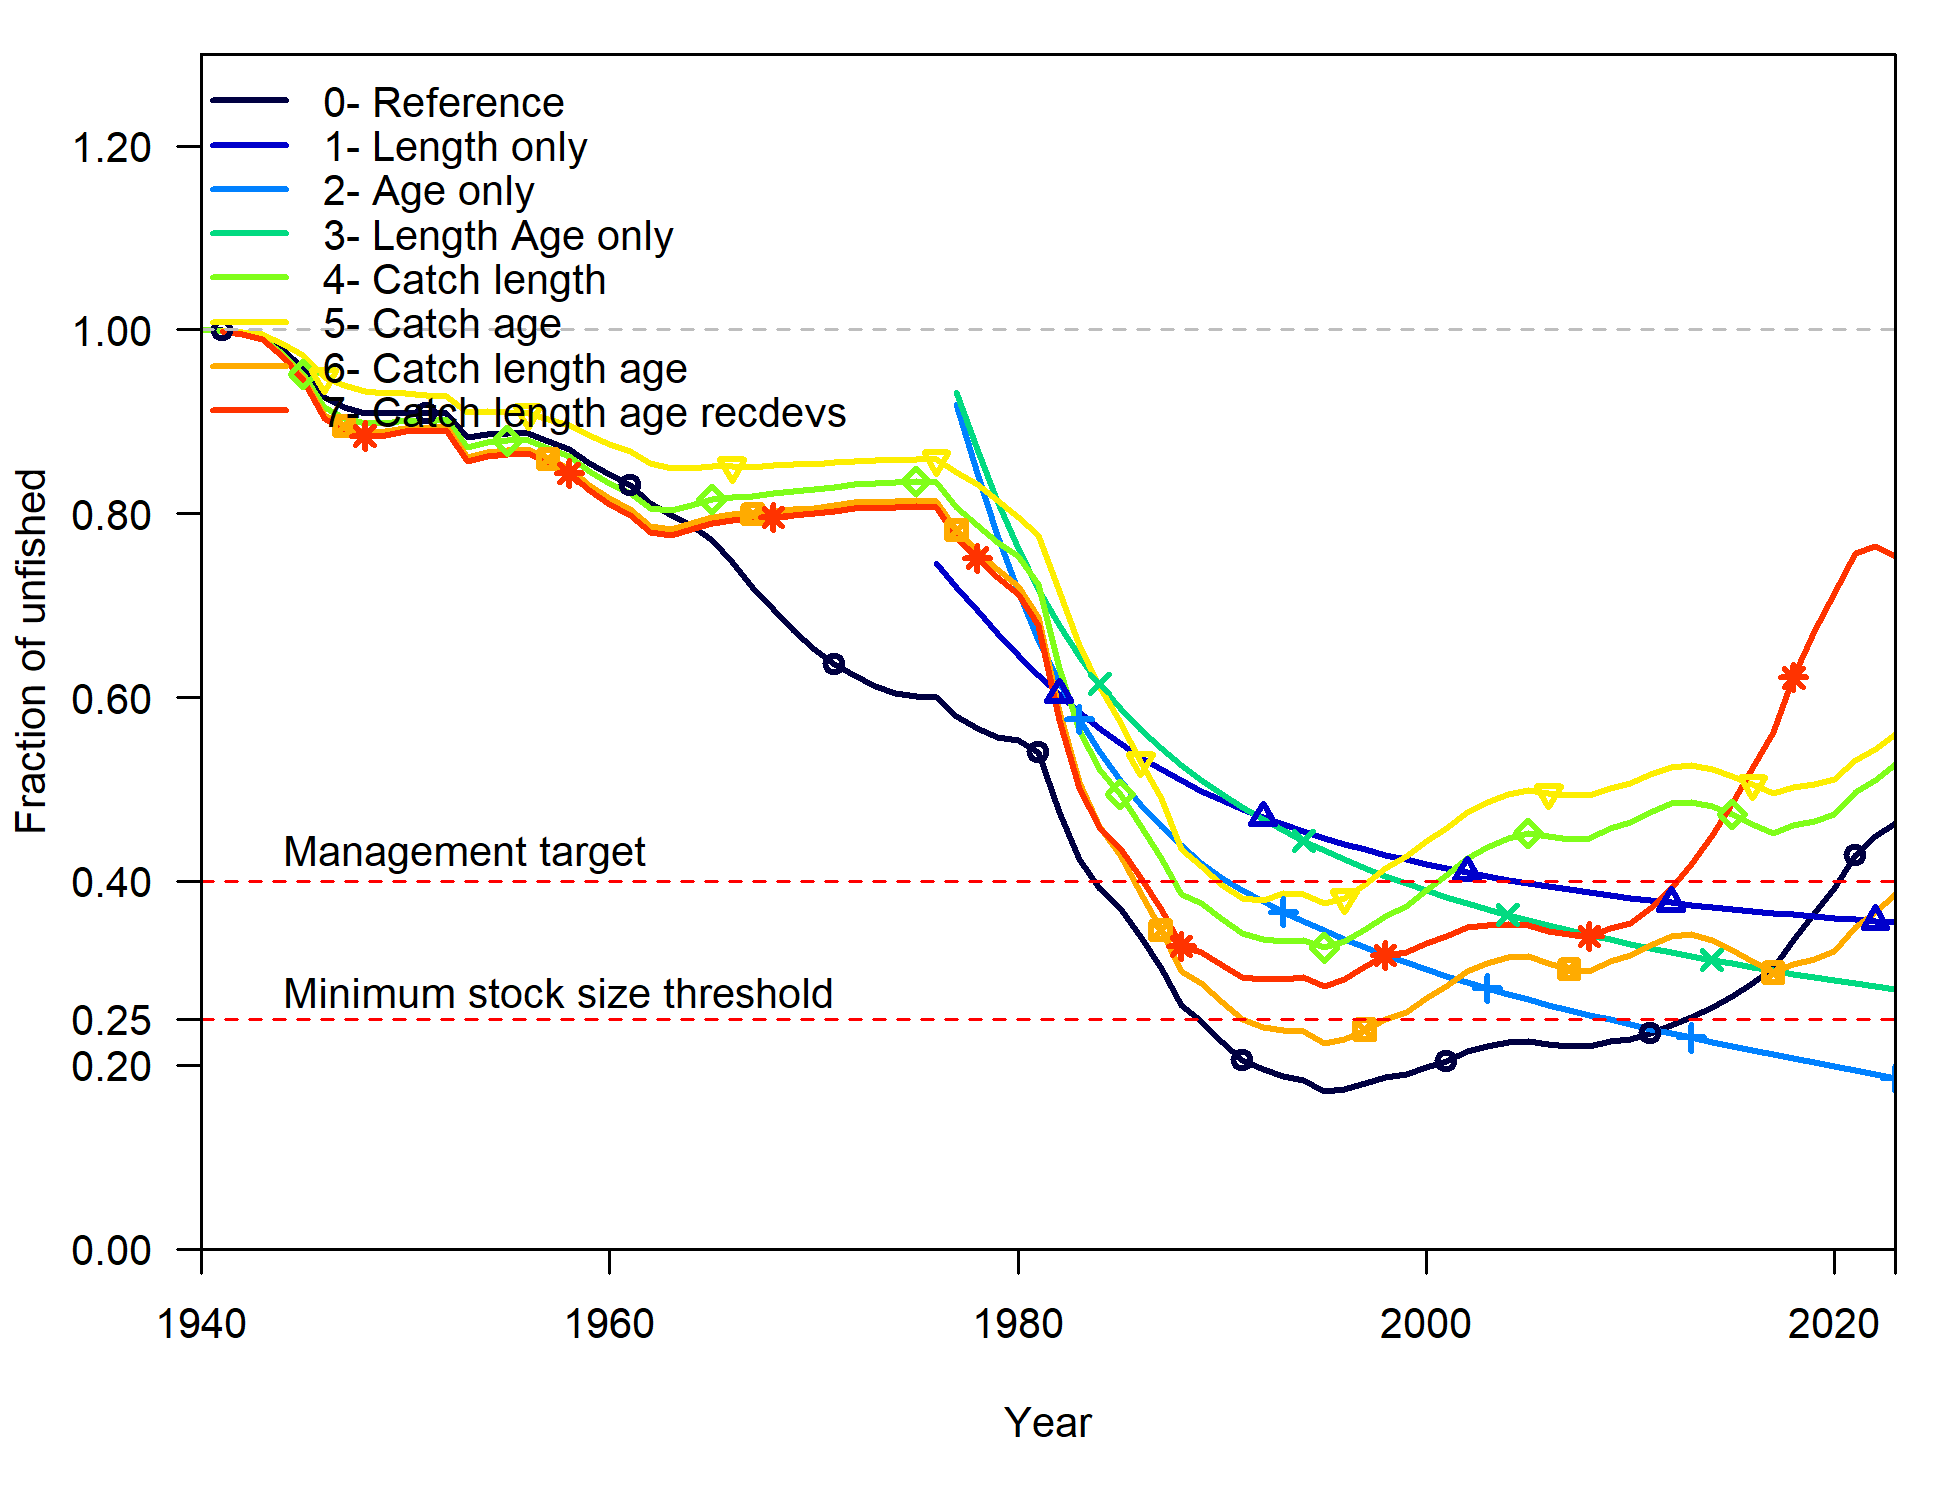 0- Reference
1- Length only
2- Age only
3- Length Age only
4- Catch length
5- Catch age
6- Catch length age
7- Catch length age recdevs
1.20
1.00
0.80
0.60
0.40
0.25
0.20
0.00
Fraction of unfished
Management target
Minimum stock size threshold
1940
1960
1980
2000
2020
Year